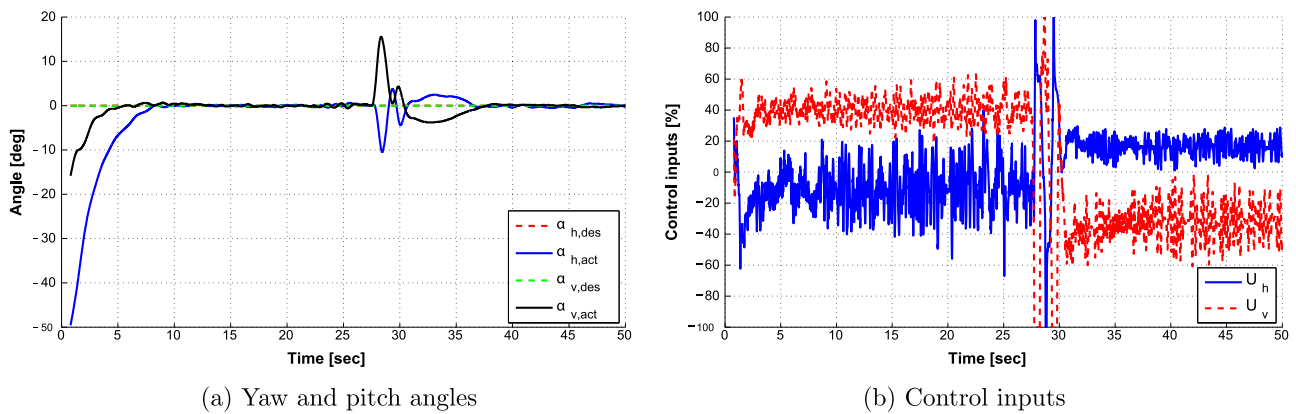 20
10
0
−10
−20
−30
−40
−50
0 5 10 15 20 25 30 35 40 45 50
Angle [deg]
Time [sec]
α h,des
α h,act
α v,des
α v,act
(a) Yaw and pitch angles
100
80
60
40
20
0
−20
−40
−60
−80
−100
0 5 10 15 20 25 30 35 40 45 50
Control inputs [%]
Time [sec]
U h
U v
(b) Control inputs